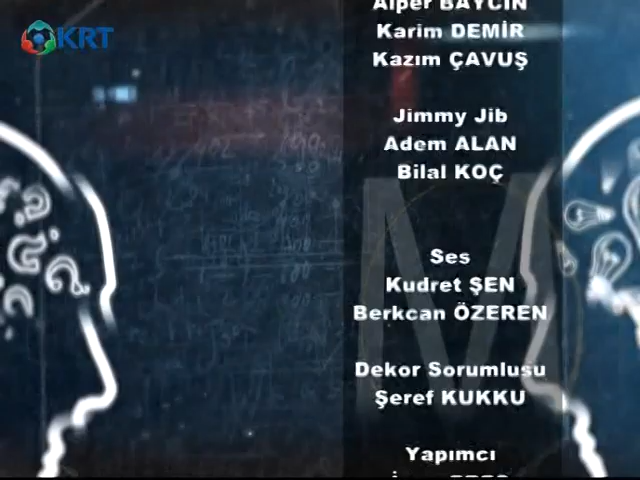 KRT
Alper BAYÇIN
Karim DEMİR
Kazım ÇAVUŞ
Jimmy Jib
Adem ALAN
Bilal KOÇ
Ses
Kudret ŞEN
Berkcan ÖZEREN
Dekor Sorumlusu
Şeref KUKKU
Yapımcı